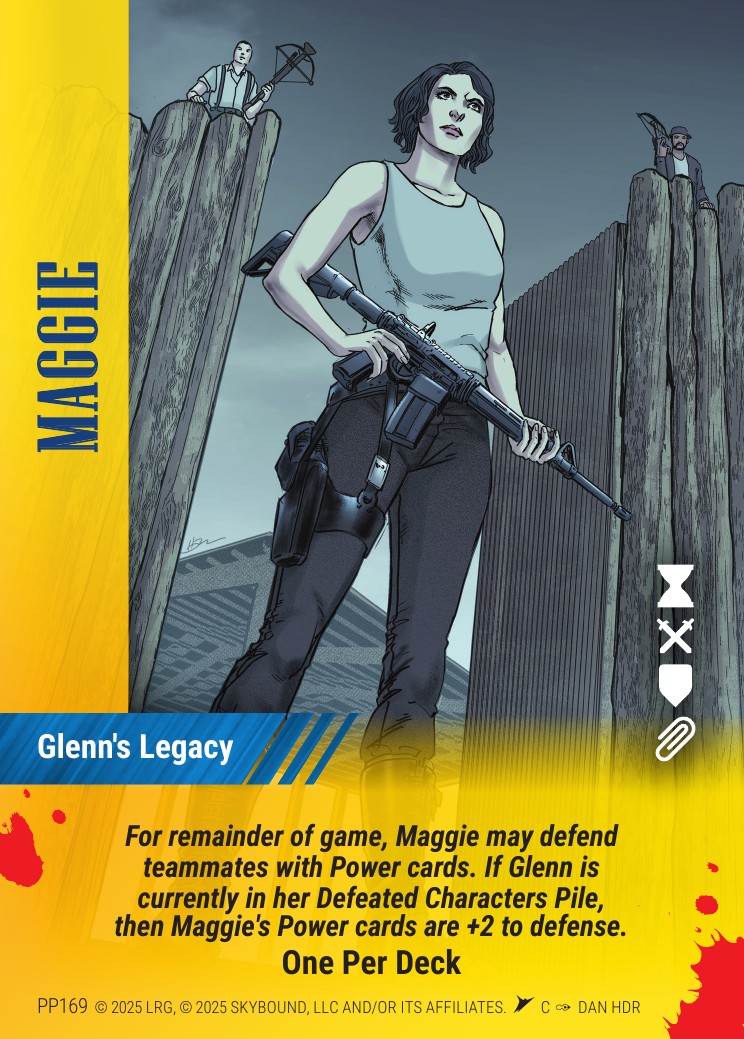 MAGGIE
Glenn's Legacy
For remainder of game, Maggie may defend
teammates with Power cards. If Glenn is
currently in her Defeated Characters Pile,
then Maggie's Power cards are +2 to defense.
One Per Deck
PP169 © 2025 LRG, © 2025 SKYBOUND, LLC AND/OR ITS AFFILIATES. C DAN HDR